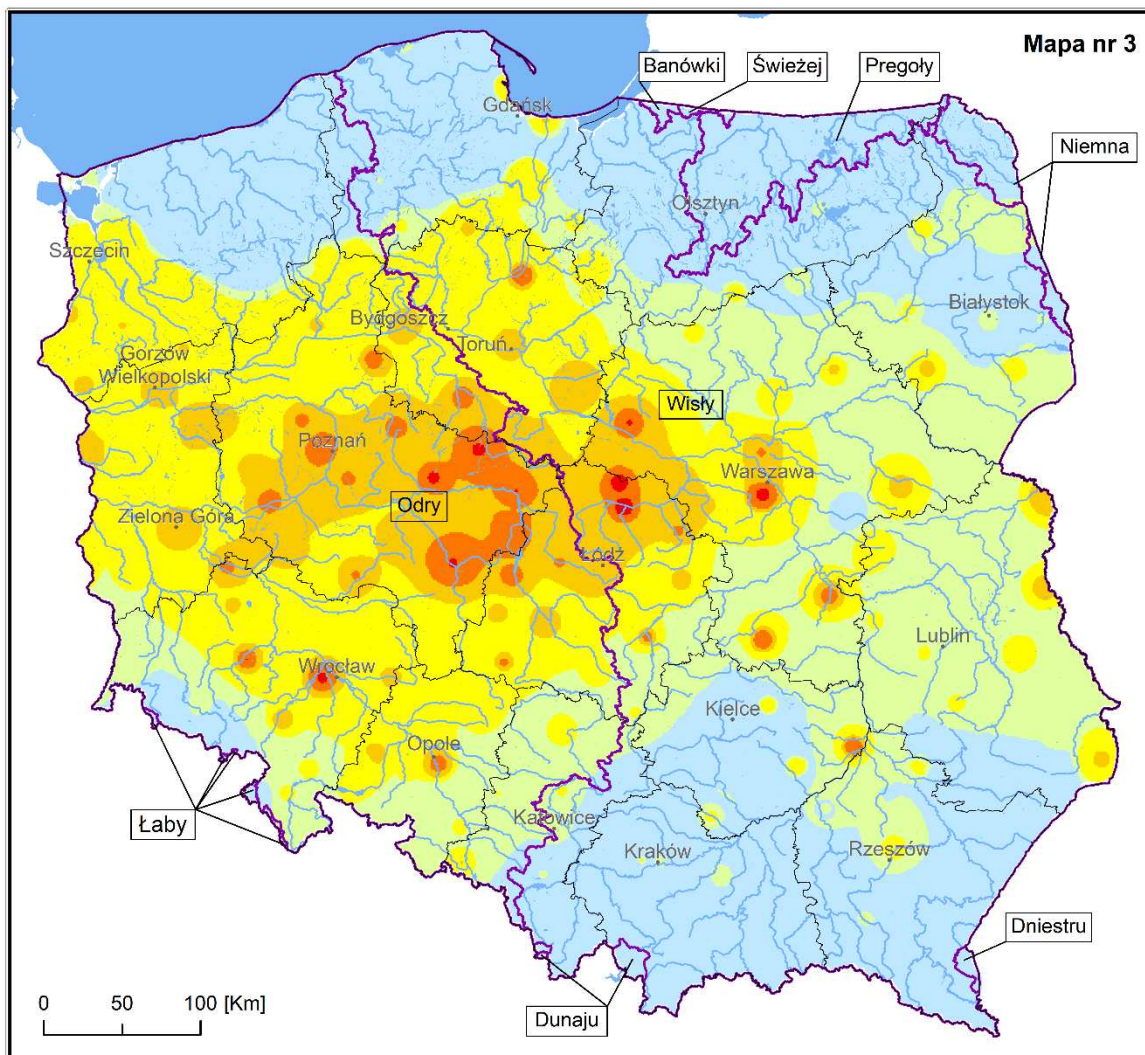 Mapa nr 3
Banówki
Świeżej
Pregoły
Gdańsk
Niemna
Olsztyn
Szczecin
Białystok
Bydgoszcz
Toruń
Gorzów
Wielkopolski
Wisły
Poznań
Warszawa
Odry
Zielona Góra
Łódź
Lublin
Wrocław
Kielce
Opole
Łaby
Katowice
Kraków
Rzeszów
Dniestru
0 50 100 [Km]
Dunaju